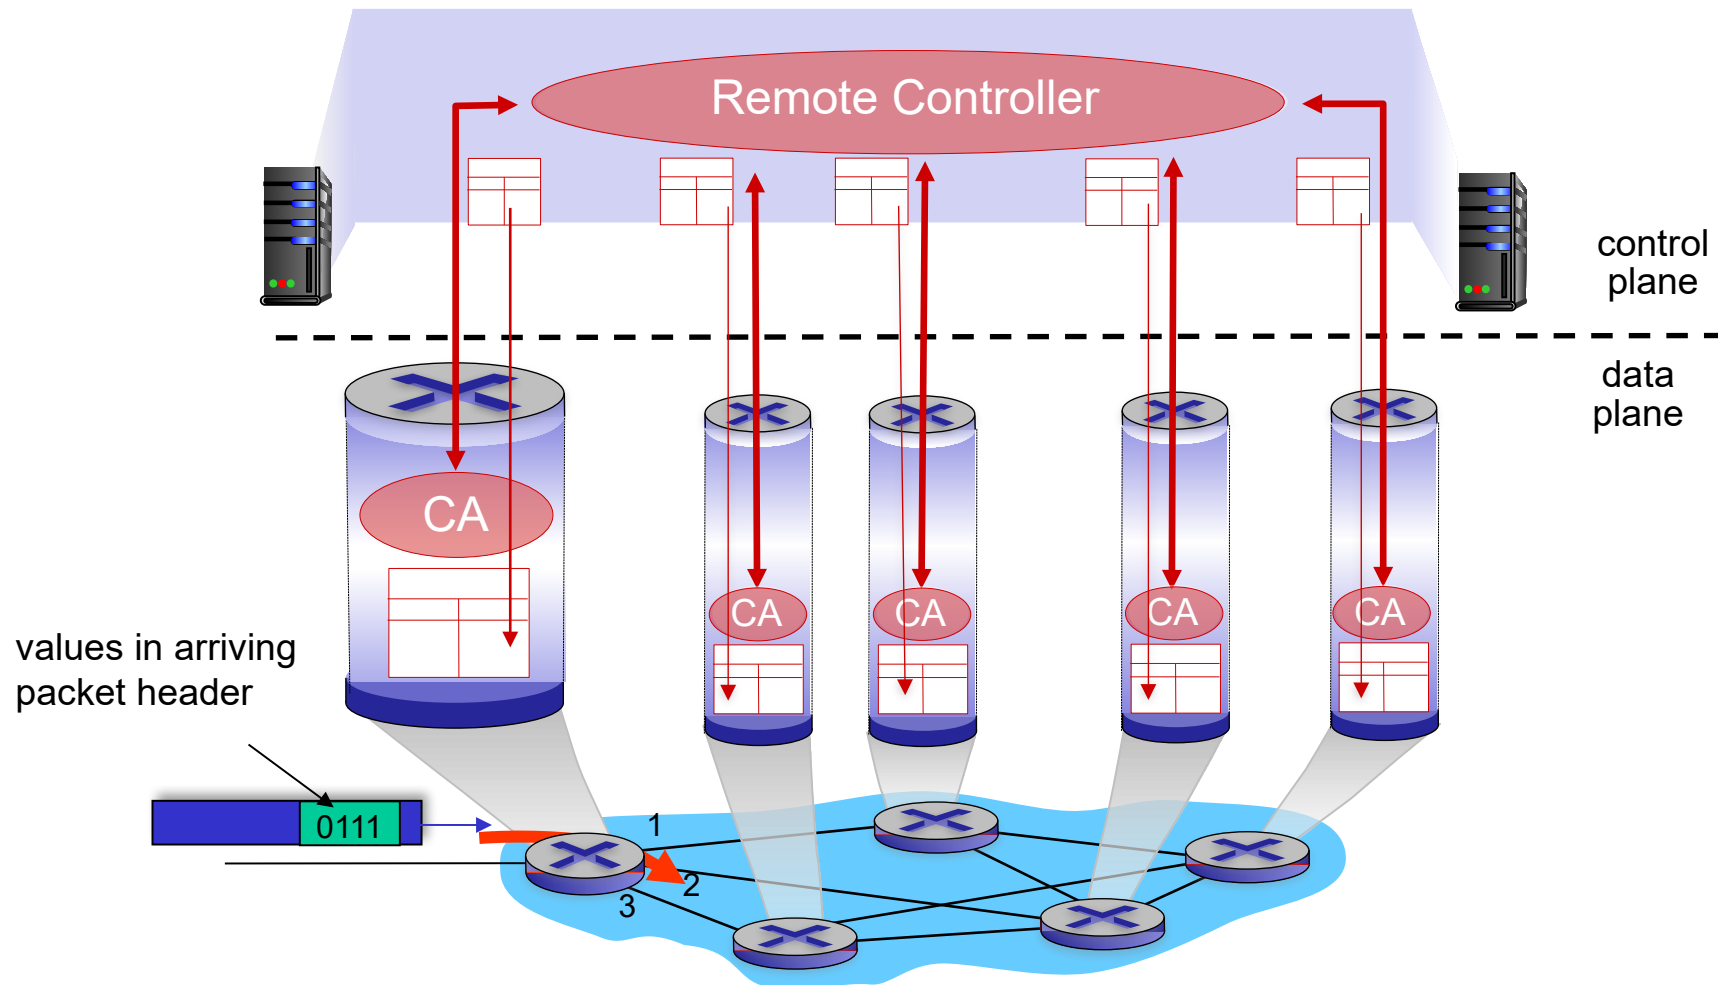 Remote Controller
control
plane
data
plane
CA
CA
CA
CA
CA
values in arriving
packet header
0111
1
2
3